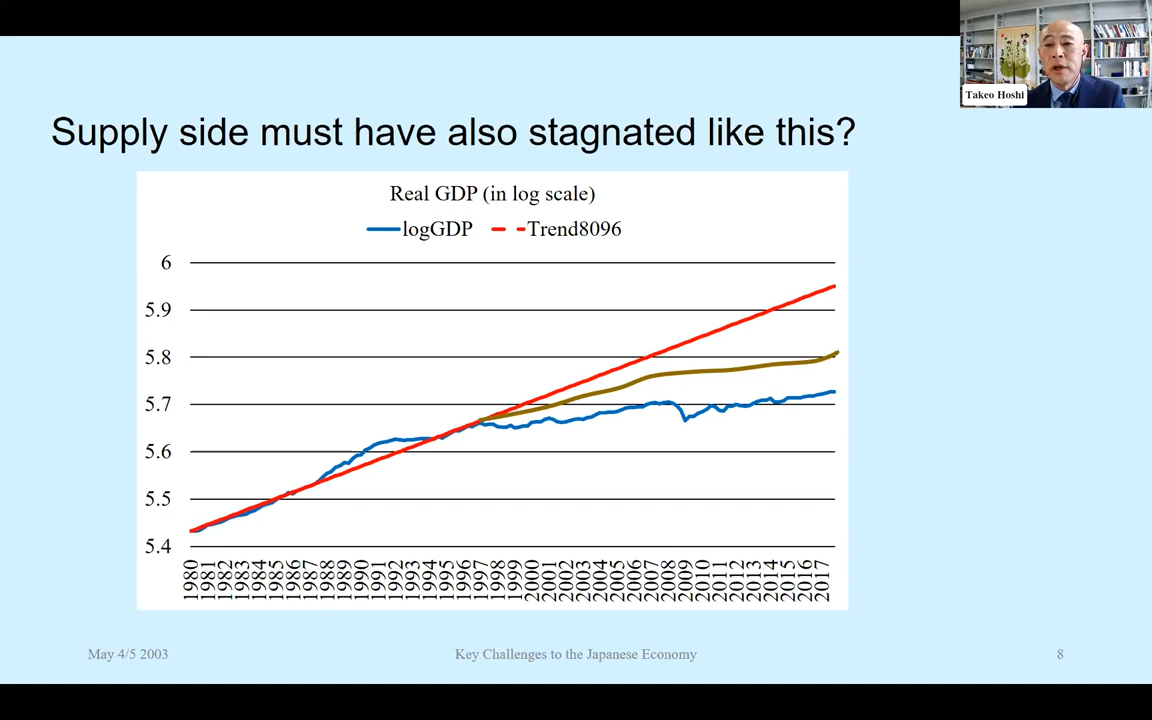 Takeo Hoshi
Supply side must have also stagnated like this?
Real GDP (in log scale)
logGDP Trend8096
6
5.9
5.8
5.7
5.6
5.5
5.4
1980 1981 1982 1983 1984 1985 1986 1987 1988 1989 1990 1991 1992 1993 1994 1995 1996 1997 1998 1999 2000 2001 2002 2003 2004 2005 2006 2007 2008 2009 2010 2011 2012 2013 2014 2015 2016 2017
May 4/5 2003 Key Challenges to the Japanese Economy 8